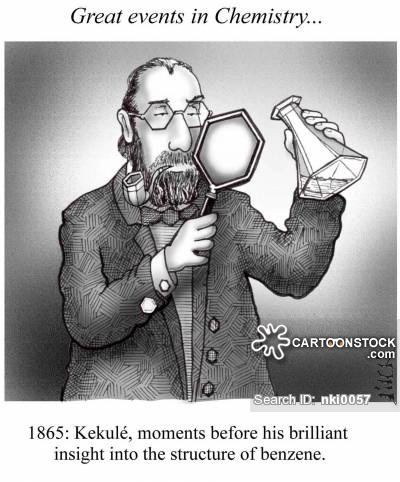 Great events in Chemistry...
CARTOONSTOCK
.com
Search ID: nkl0057
1865: Kekulé, moments before his brilliant
insight into the structure of benzene.